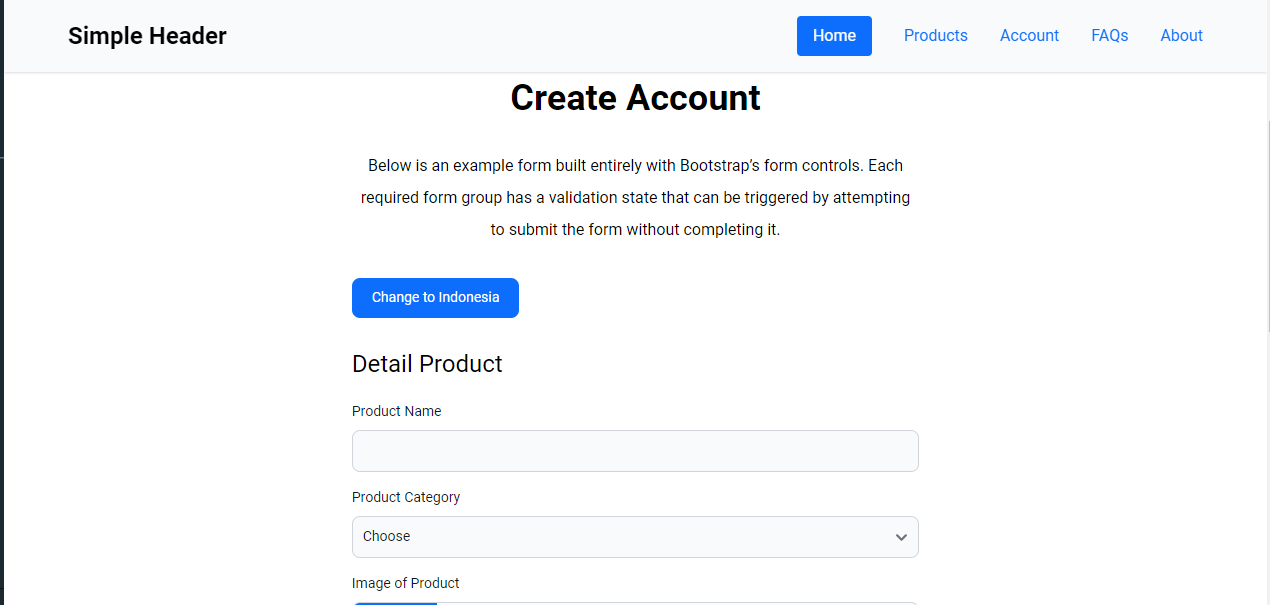 Simple Header
Home
Products
Account
FAQs
About
Create Account
Below is an example form built entirely with Bootstrap’s form controls. Each
required form group has a validation state that can be triggered by attempting
to submit the form without completing it.
Change to Indonesia
Detail Product
Product Name
Product Category
Choose
Image of Product